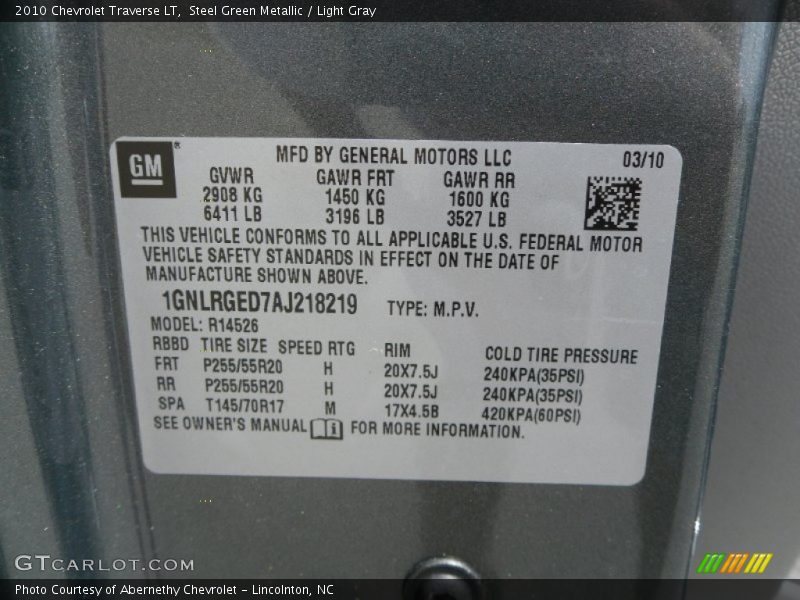 2010 Chevrolet Traverse LT, Steel Green Metallic / Light Gray
GM®
MFD BY GENERAL MOTORS LLC 03/10
GVWR GAWR FRT GAWR RR
2908 KG 1450 KG 1600 KG
6411 LB 3196 LB 3527 LB
THIS VEHICLE CONFORMS TO ALL APPLICABLE U.S. FEDERAL MOTOR
VEHICLE SAFETY STANDARDS IN EFFECT ON THE DATE OF
MANUFACTURE SHOWN ABOVE.
1GNLRGED7AJ218219 TYPE: M.P.V.
MODEL: R14526
RBBD TIRE SIZE SPEED RTG RIM COLD TIRE PRESSURE
FRT P255/55R20 H 20X7.5J 240KPA(35PSI)
RR P255/55R20 H 20X7.5J 240KPA(35PSI)
SPA T145/70R17 M 17X4.5B 420KPA(60PSI)
SEE OWNER'S MANUAL FOR MORE INFORMATION.
GTCARLOT.COM
Photo Courtesy of Abernethy Chevrolet – Lincolnton, NC